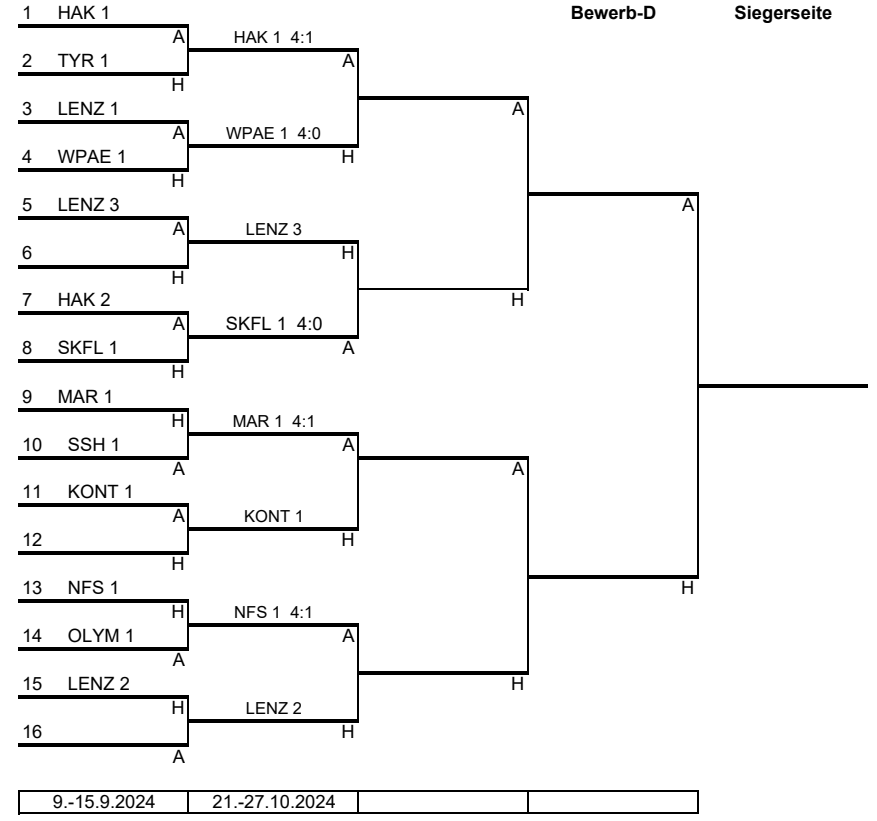 1 HAK 1 Bewerb-D Siegerseite
A HAK 1 4:1
2 TYR 1 A
H
3 LENZ 1 A
A WPAE 1 4:0
4 WPAE 1 H
H
5 LENZ 3 A
A LENZ 3
6 H
H
7 HAK 2 H
A SKFL 1 4:0
8 SKFL 1 A
H
9 MAR 1
H MAR 1 4:1
10 SSH 1 A
A A
11 KONT 1
A KONT 1
12 H
H
13 NFS 1 H
H NFS 1 4:1
14 OLYM 1 A
A
15 LENZ 2 H
H LENZ 2
16 H
A
9.-15.9.2024 21.-27.10.2024